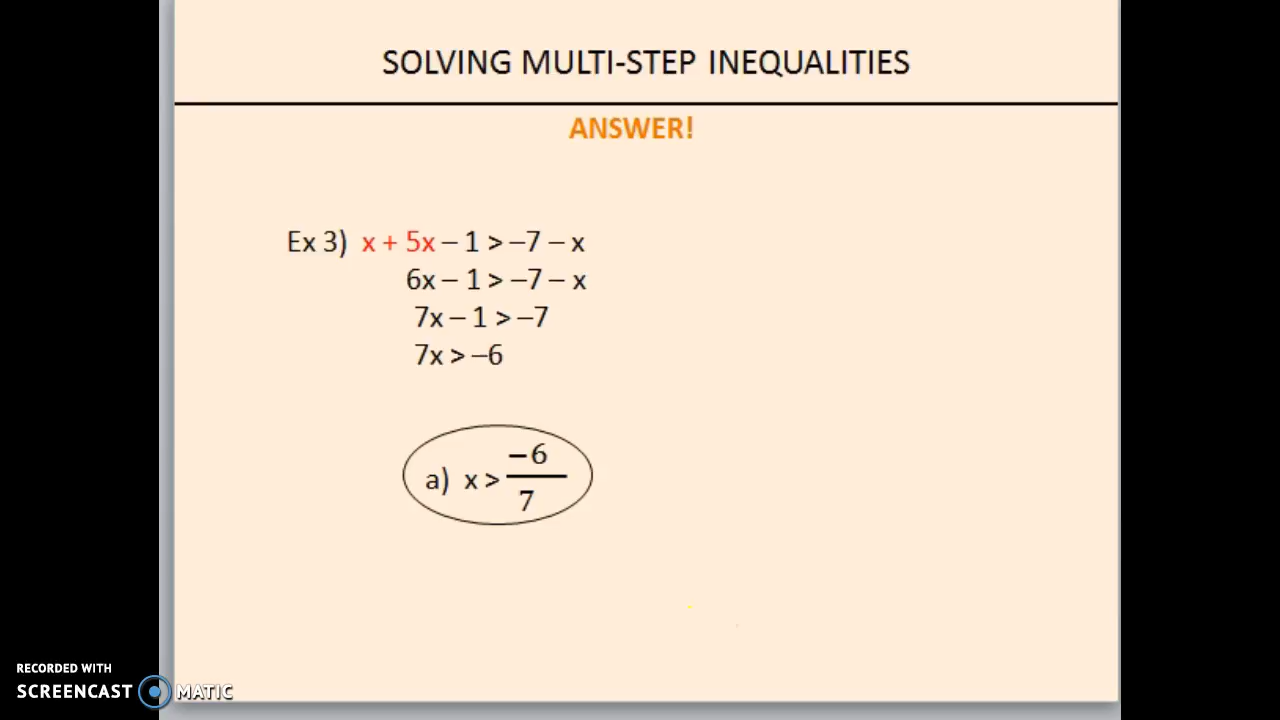 SOLVING MULTI-STEP INEQUALITIES
ANSWER!
Ex 3) x + 5x – 1 > –7 – x
6x – 1 > –7 – x
7x – 1 > –7
7x > –6
a) x > –6/7
RECORDED WITH
SCREENCAST MATIC